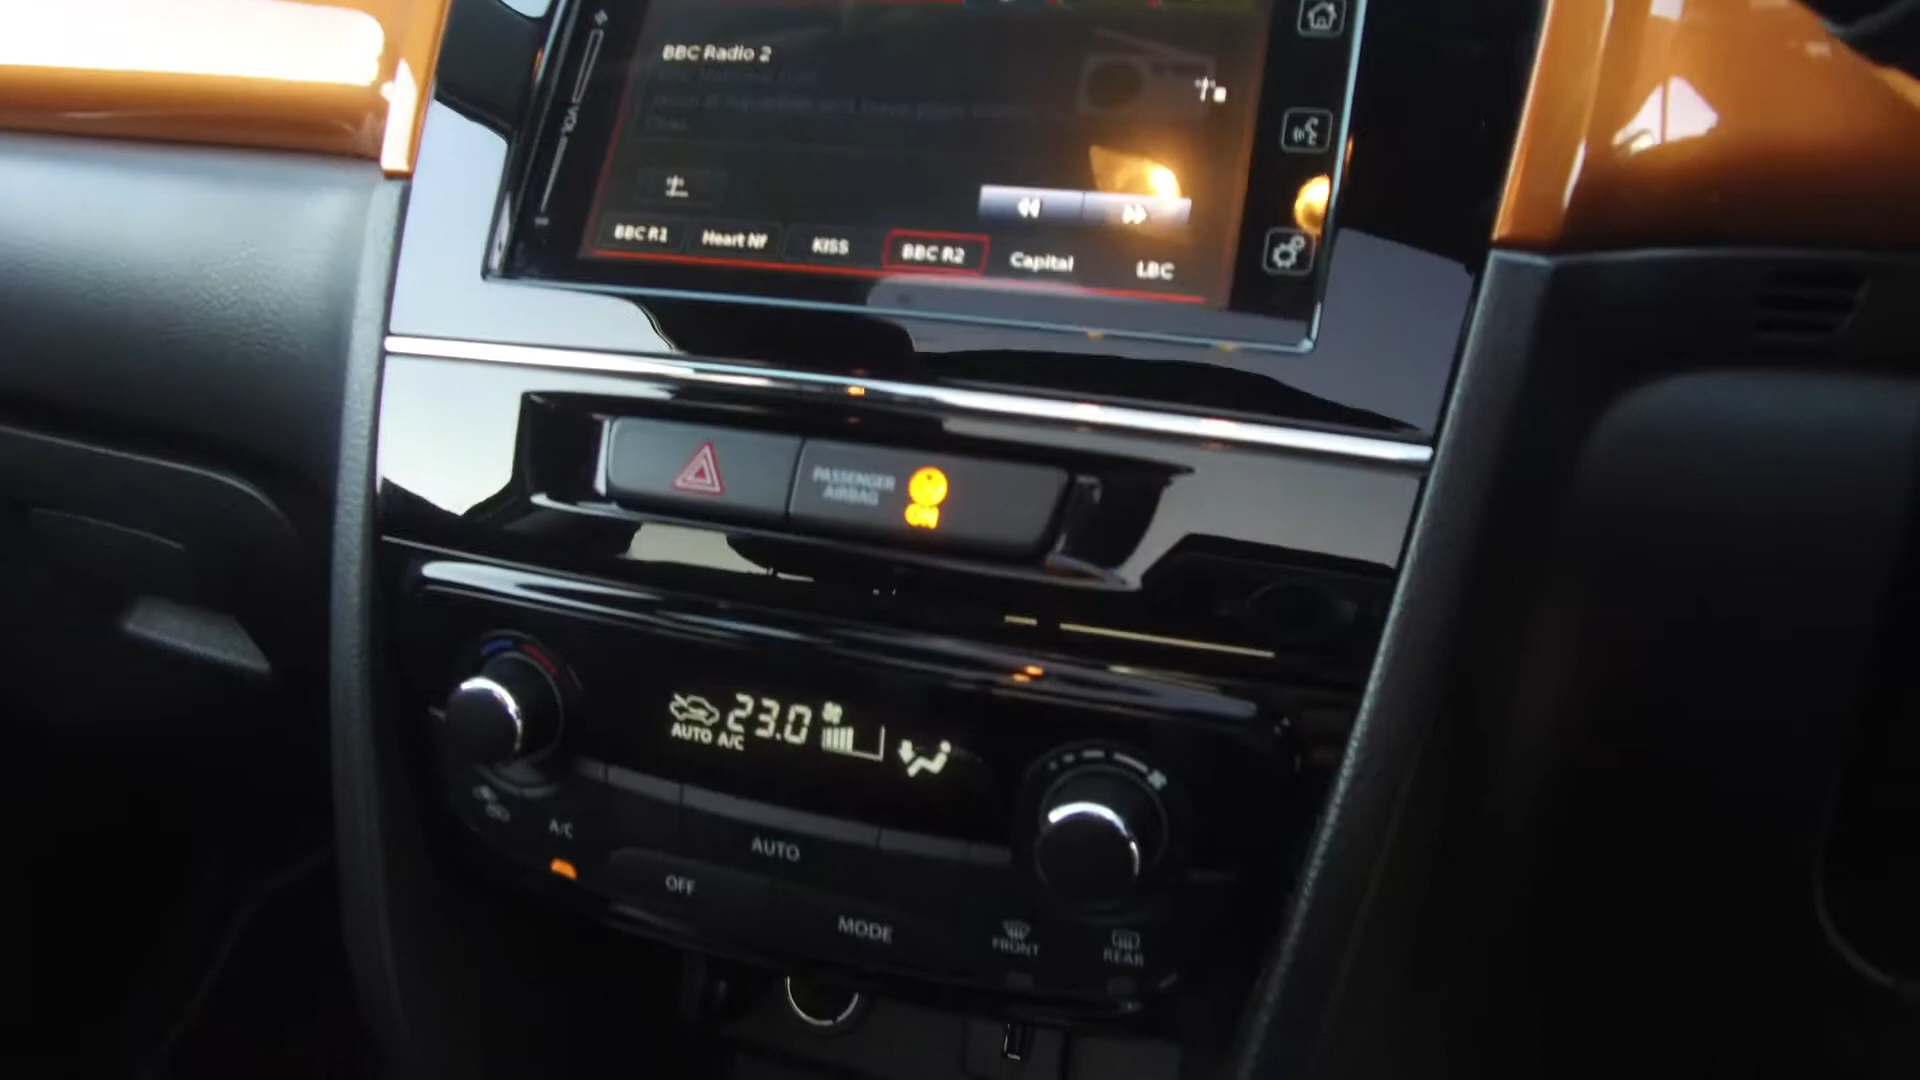 BBC Radio 2
VOL
BBC R1
Heart Nf
KISS
BBC R2
Capital
LBC
PASSENGER
AIRBAG
ON
23.0
AUTO A/C
A/C
AUTO
OFF
MODE
FRONT
REAR